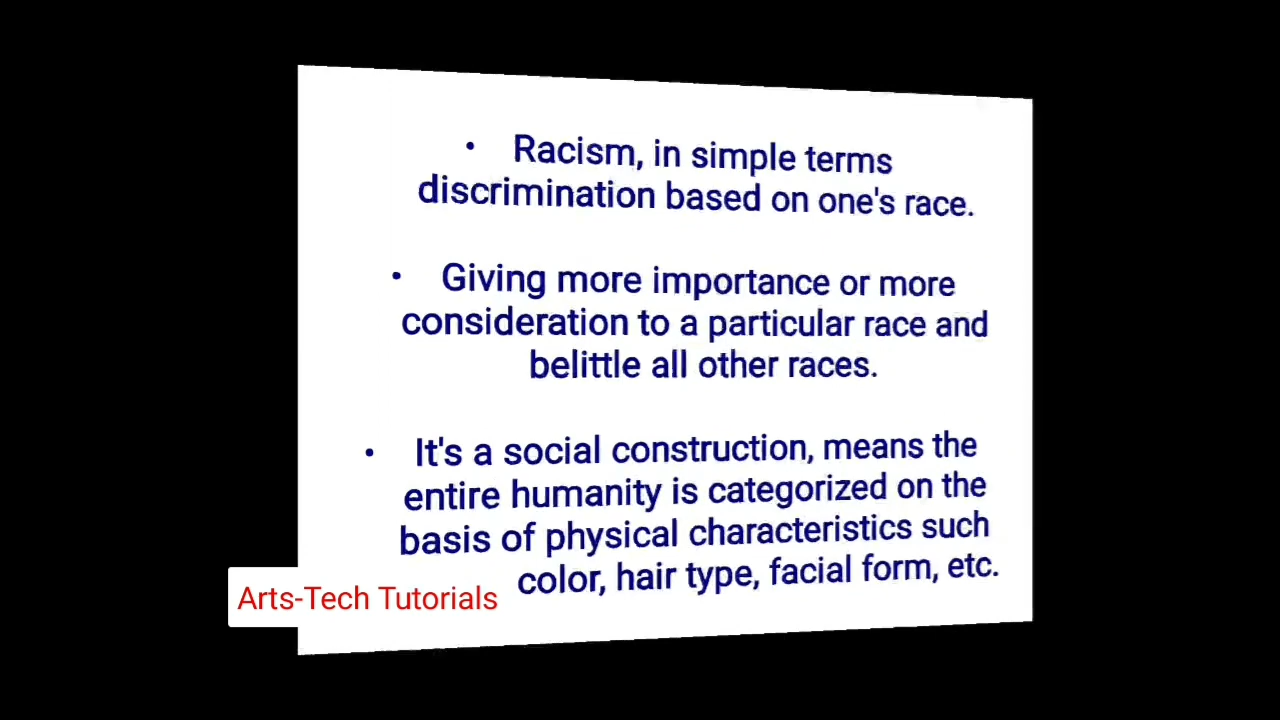 • Racism, in simple terms
discrimination based on one's race.
• Giving more importance or more
consideration to a particular race and
belittle all other races.
• It's a social construction, means the
entire humanity is categorized on the
basis of physical characteristics such
color, hair type, facial form, etc.
Arts-Tech Tutorials